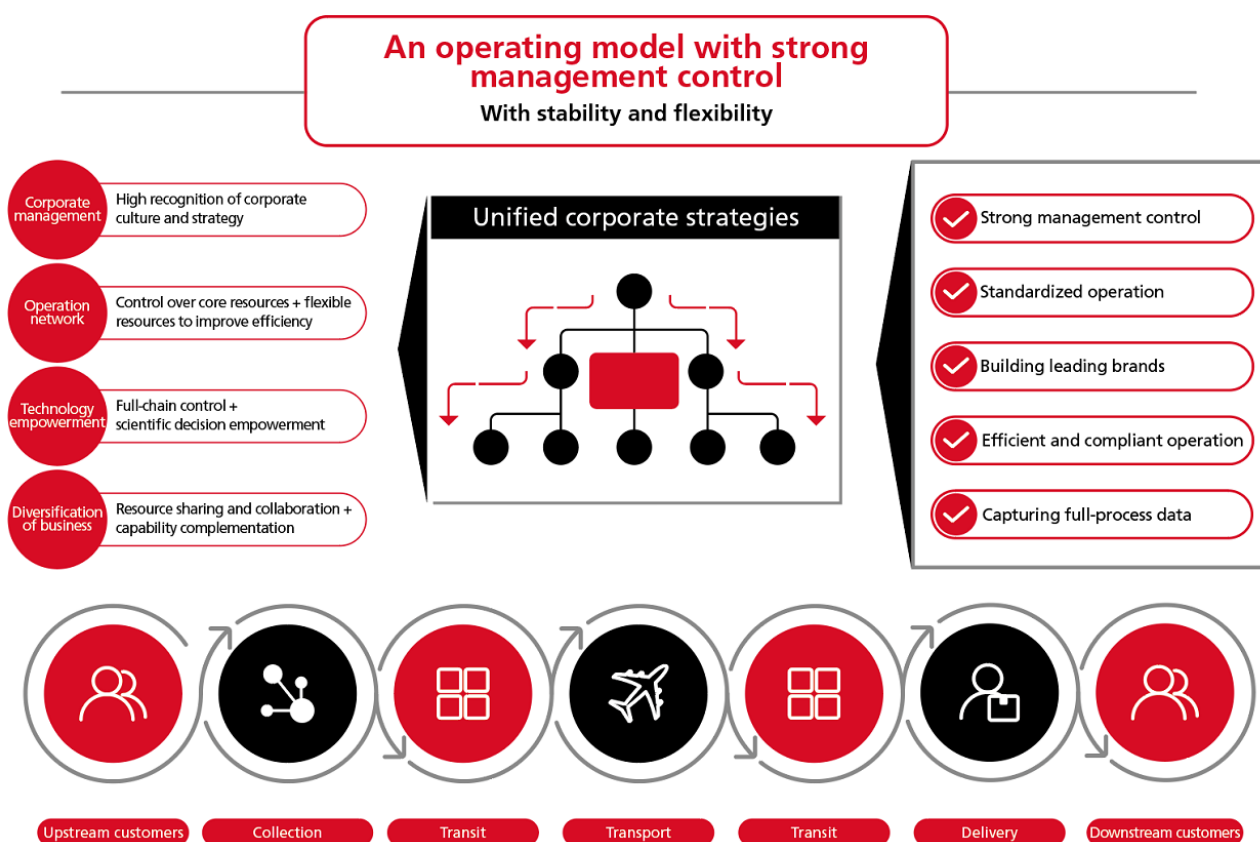 An operating model with strong
management control
With stability and flexibility
Corporate
management
High recognition of corporate
culture and strategy
Operation
network
Control over core resources + flexible
resources to improve efficiency
Technology
empowerment
Full-chain control +
scientific decision empowerment
Diversification
of business
Resource sharing and collaboration +
capability complementation
Unified corporate strategies
Strong management control
Standardized operation
Building leading brands
Efficient and compliant operation
Capturing full-process data
Upstream customers
Collection
Transit
Transport
Transit
Delivery
Downstream customers